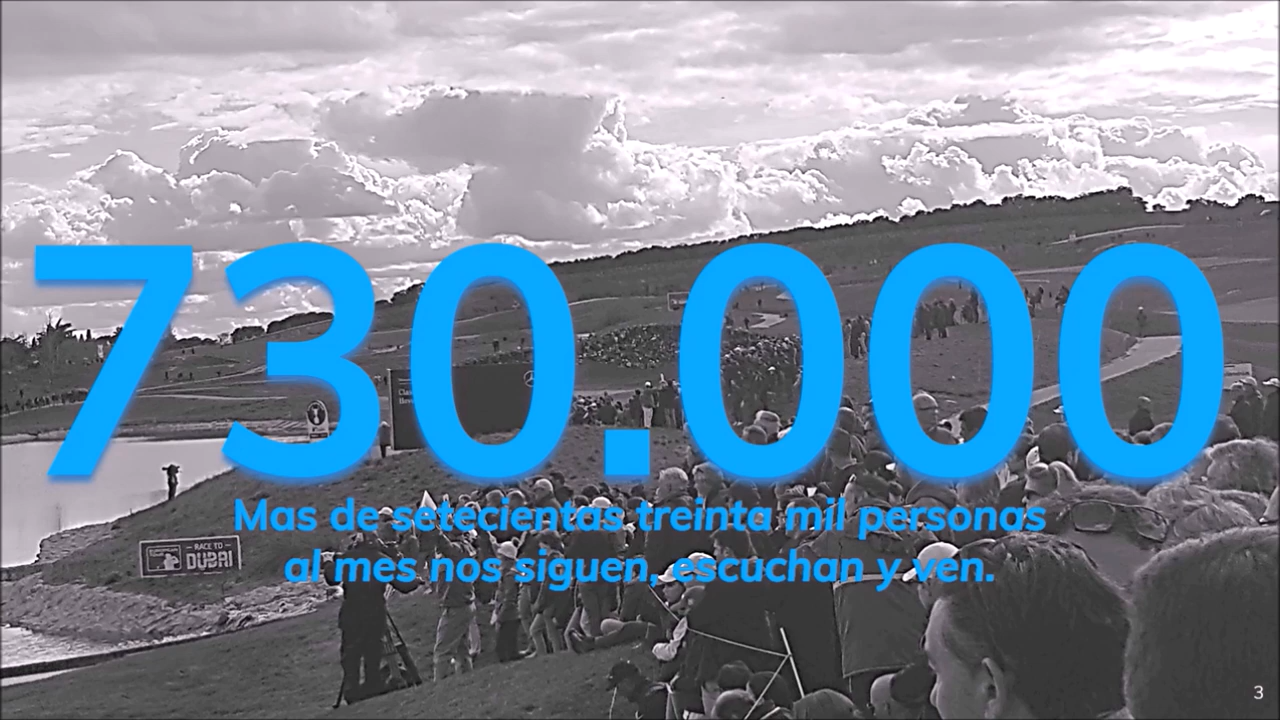 730.000
Mas de setecientas treinta mil personas
al mes nos siguen, escuchan y ven.
RACE TO
DUBAI
3